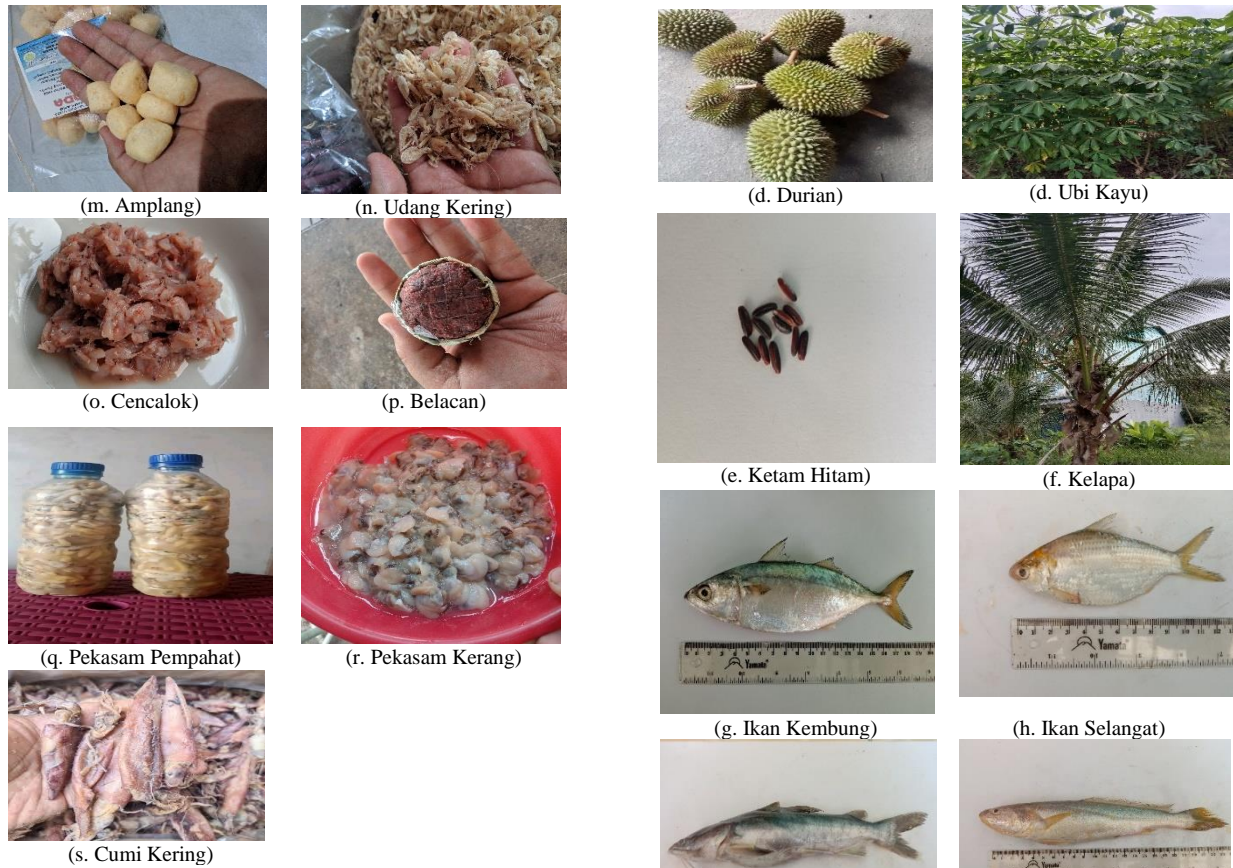 (m. Amplang)
(n. Udang Kering)
(o. Cencalok)
(p. Belacan)
(q. Pekasam Pempahat)
(r. Pekasam Kerang)
(s. Cumi Kering)
(d. Durian)
(d. Ubi Kayu)
(e. Ketam Hitam)
(f. Kelapa)
(g. Ikan Kembung)
(h. Ikan Selangat)
Yamata